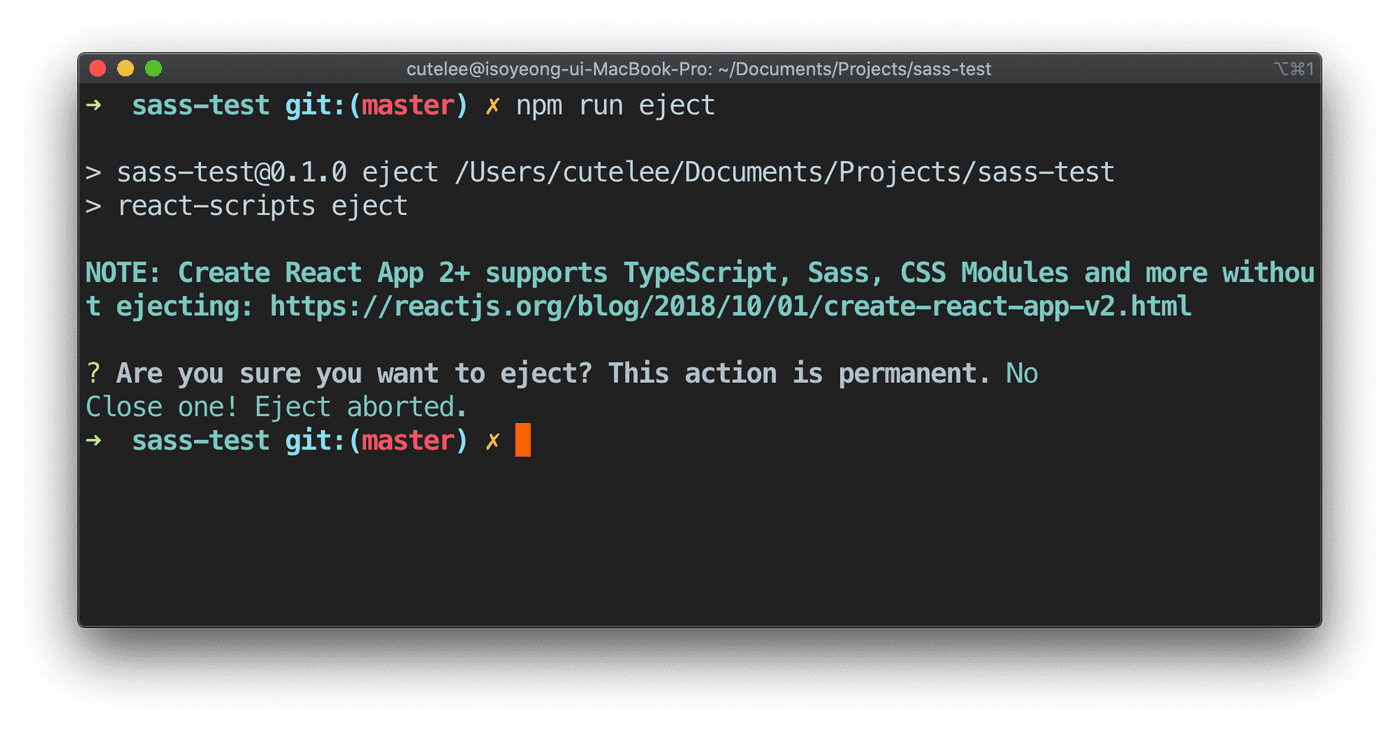 cutelee@isoyeong-ui-MacBook-Pro: ~/Documents/Projects/sass-test ⌥⌘1
➜ sass-test git:(master) ✗ npm run eject
> sass-test@0.1.0 eject /Users/cutelee/Documents/Projects/sass-test
> react-scripts eject
NOTE: Create React App 2+ supports TypeScript, Sass, CSS Modules and more withou
t ejecting: https://reactjs.org/blog/2018/10/01/create-react-app-v2.html
? Are you sure you want to eject? This action is permanent. No
Close one! Eject aborted.
➜ sass-test git:(master) ✗